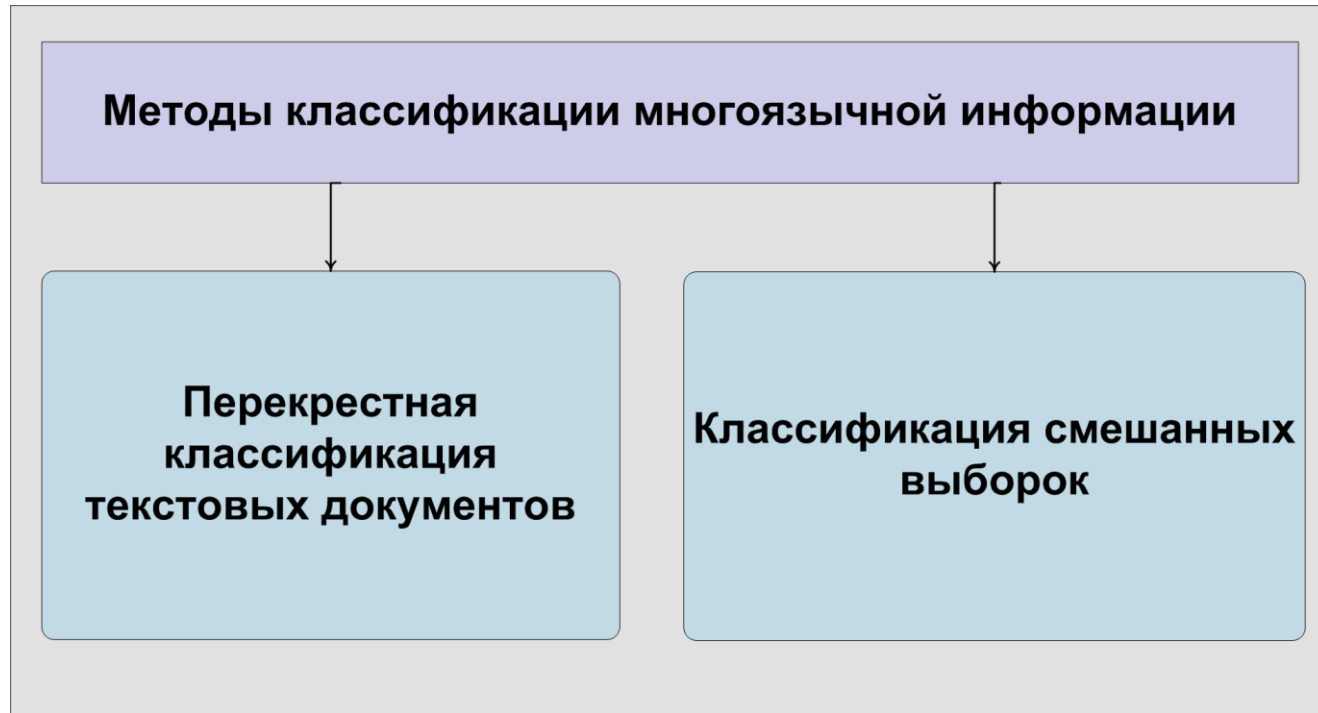 Методы классификации многоязычной информации
Перекрестная
классификация
текстовых документов
Классификация смешанных
выборок